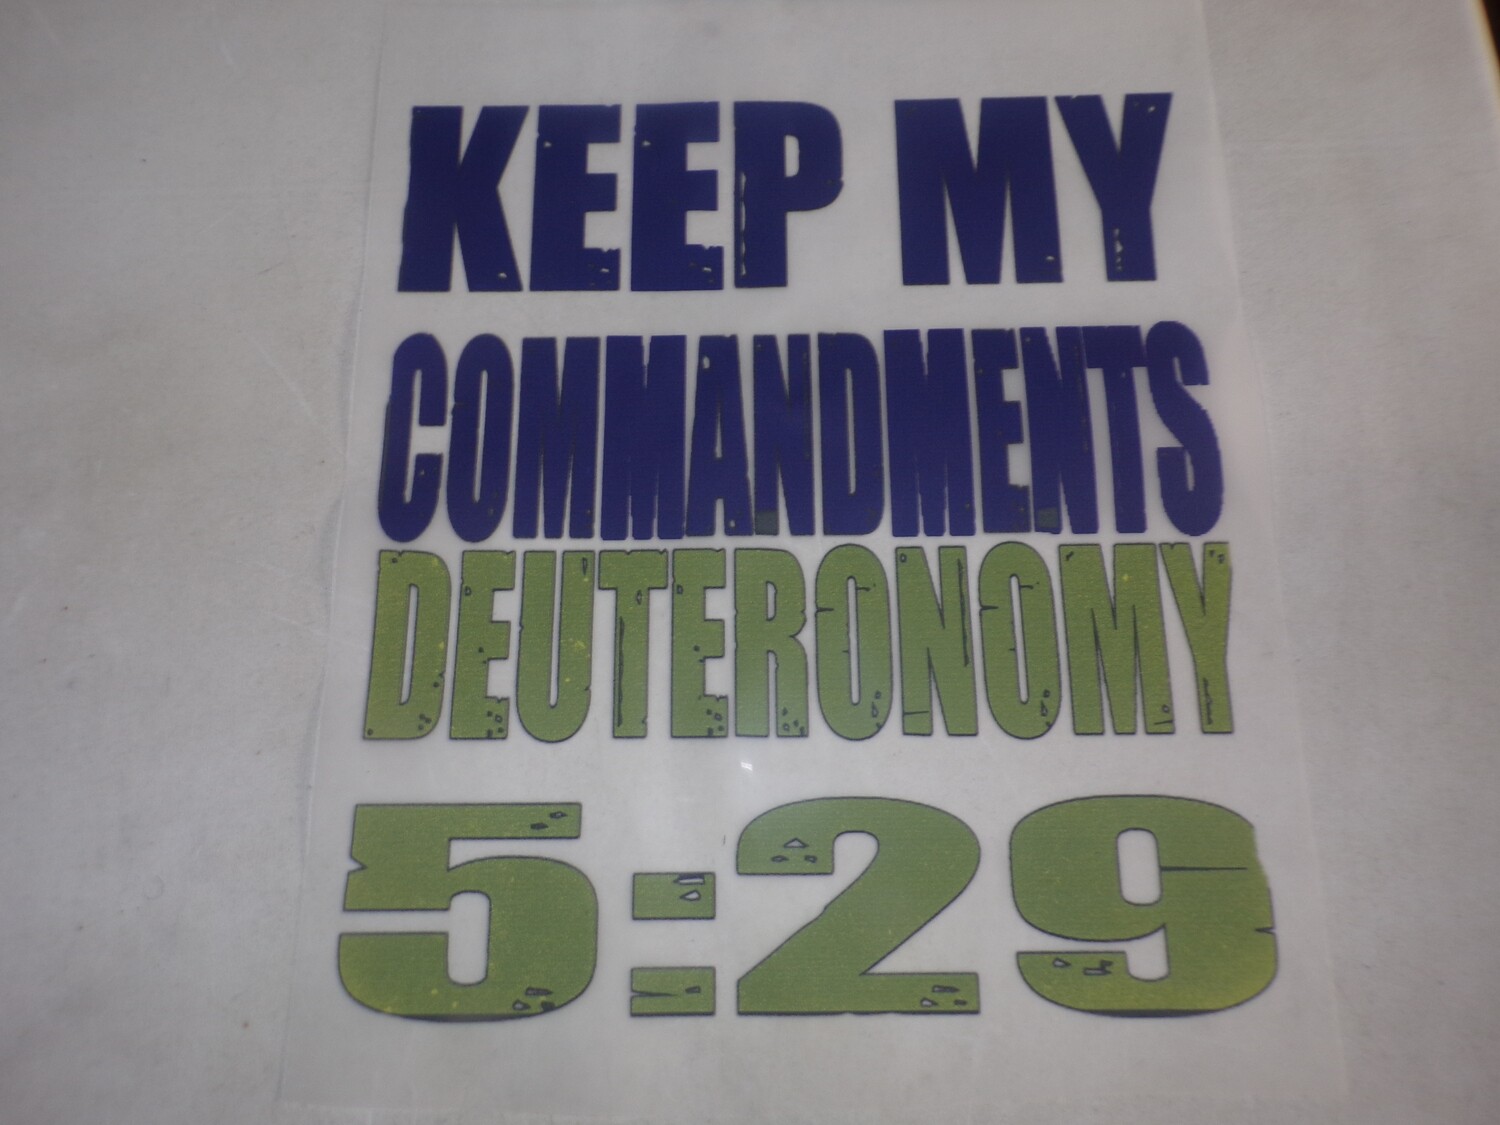 KEEP MY
COMMANDMENTS
DEUTERONOMY
5:29